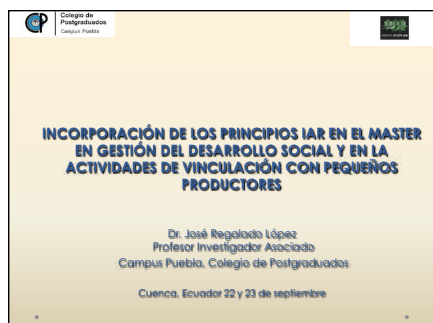 Colegio de
Postgraduados
Campus Puebla
INCORPORACIÓN DE LOS PRINCIPIOS IAR EN EL MASTER
EN GESTIÓN DEL DESARROLLO SOCIAL Y EN LA
ACTIVIDADES DE VINCULACIÓN CON PEQUEÑOS
PRODUCTORES
Dr. José Regalado López
Profesor Investigador Asociado
Campus Puebla, Colegio de Postgraduados
Cuenca, Ecuador 22 y 23 de septiembre